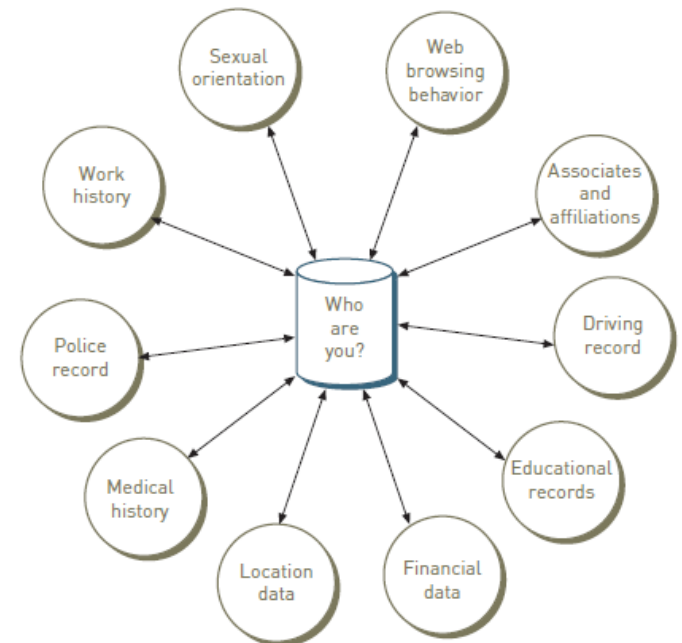 Sexual
orientation
Web
browsing
behavior
Work
history
Associates
and
affiliations
Who
are
you?
Police
record
Driving
record
Medical
history
Educational
records
Location
data
Financial
data